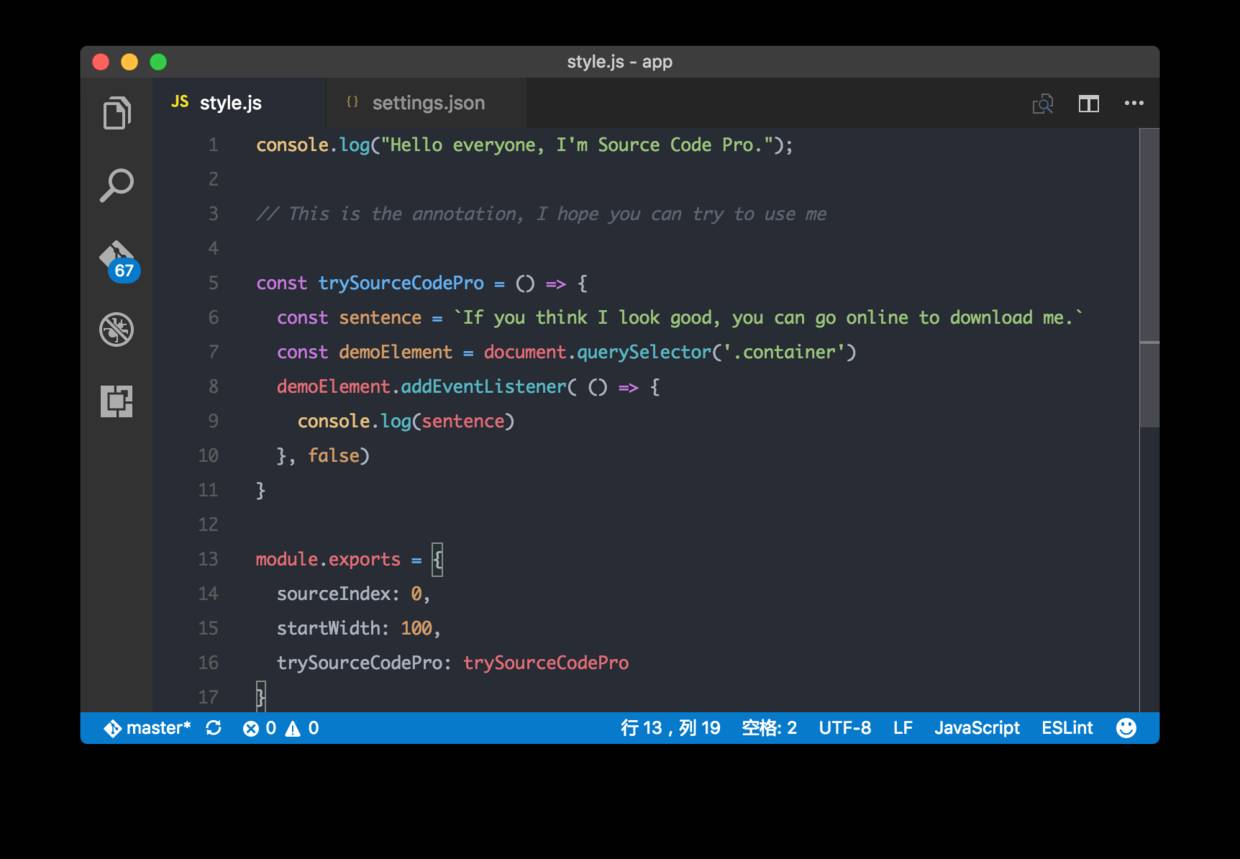 style.js - app
JS style.js {} settings.json
1 console.log("Hello everyone, I'm Source Code Pro.");
2
3 // This is the annotation, I hope you can try to use me
4
67
5 const trySourceCodePro = () => {
6   const sentence = `If you think I look good, you can go online to download me.`
7   const demoElement = document.querySelector('.container')
8   demoElement.addEventListener( () => {
9     console.log(sentence)
10   }, false)
11 }
12
13 module.exports = {
14   sourceIndex: 0,
15   startWidth: 100,
16   trySourceCodePro: trySourceCodePro
17 }
master* 0 0 行 13，列 19 空格: 2 UTF-8 LF JavaScript ESLint